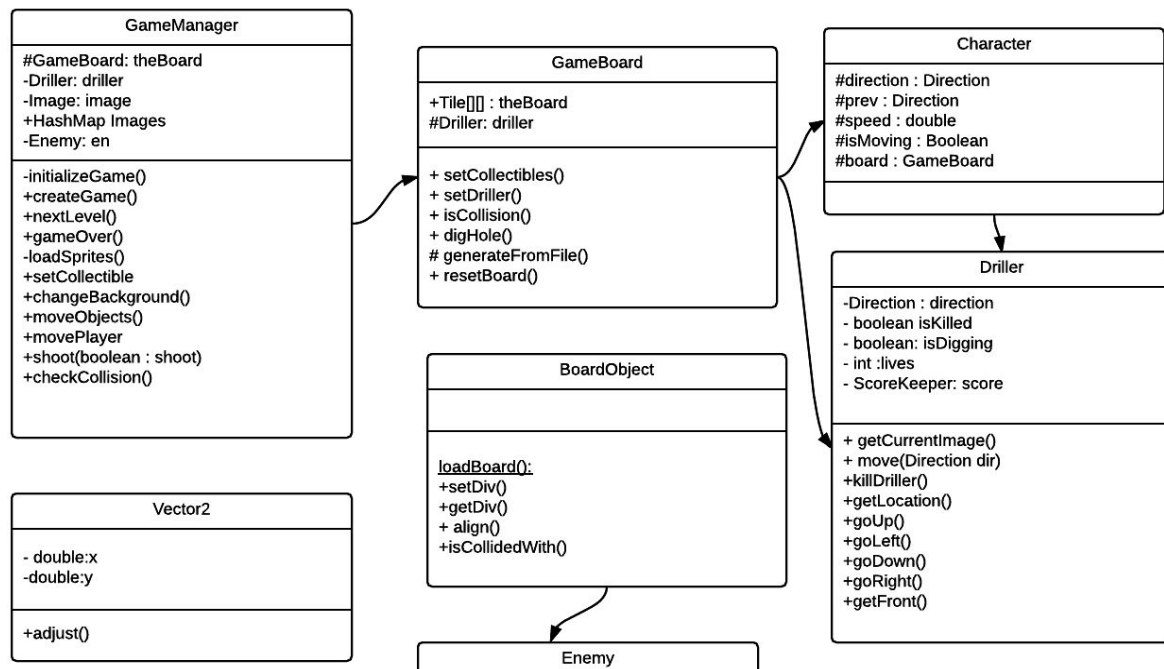 GameManager
#GameBoard: theBoard
-Driller: driller
-Image: image
+HashMap Images
-Enemy: en
-initializeGame()
+createGame()
+nextLevel()
+gameOver()
-loadSprites()
+setCollectible
+changeBackground()
+moveObjects()
+movePlayer
+shoot(boolean : shoot)
+checkCollision()
GameBoard
+Tile[][] : theBoard
#Driller: driller
+ setCollectibles()
+ setDriller()
+ isCollision()
+ digHole()
# generateFromFile()
+ resetBoard()
Character
#direction : Direction
#prev : Direction
#speed : double
#isMoving : Boolean
#board : GameBoard
Driller
-Direction : direction
- boolean isKilled
- boolean: isDigging
- int :lives
- ScoreKeeper: score
+ getCurrentImage()
+ move(Direction dir)
+killDriller()
+getLocation()
+goUp()
+goLeft()
+goDown()
+goRight()
+getFront()
BoardObject
loadBoard():
+setDiv()
+getDiv()
+ align()
+isCollidedWith()
Vector2
- double:x
-double:y
+adjust()
Enemy